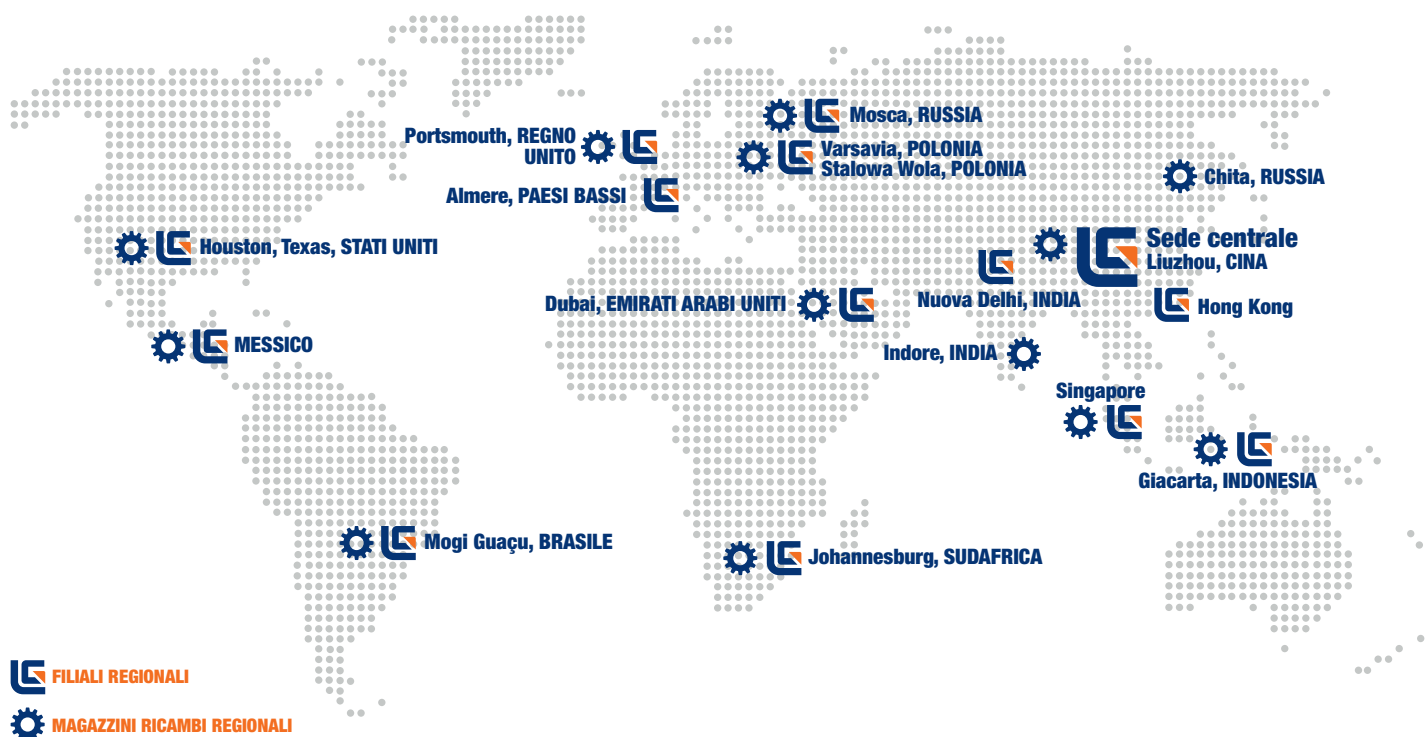 Mosca, RUSSIA
Portsmouth, REGNO
UNITO
Varsavia, POLONIA
Stalowa Wola, POLONIA
Chita, RUSSIA
Almere, PAESI BASSI
Houston, Texas, STATI UNITI
Sede centrale
Liuzhou, CINA
Nuova Delhi, INDIA
Dubai, EMIRATI ARABI UNITI
Hong Kong
MESSICO
Indore, INDIA
Singapore
Giacarta, INDONESIA
Mogi Guaçu, BRASILE
Johannesburg, SUDAFRICA
FILIALI REGIONALI
MAGAZZINI RICAMBI REGIONALI